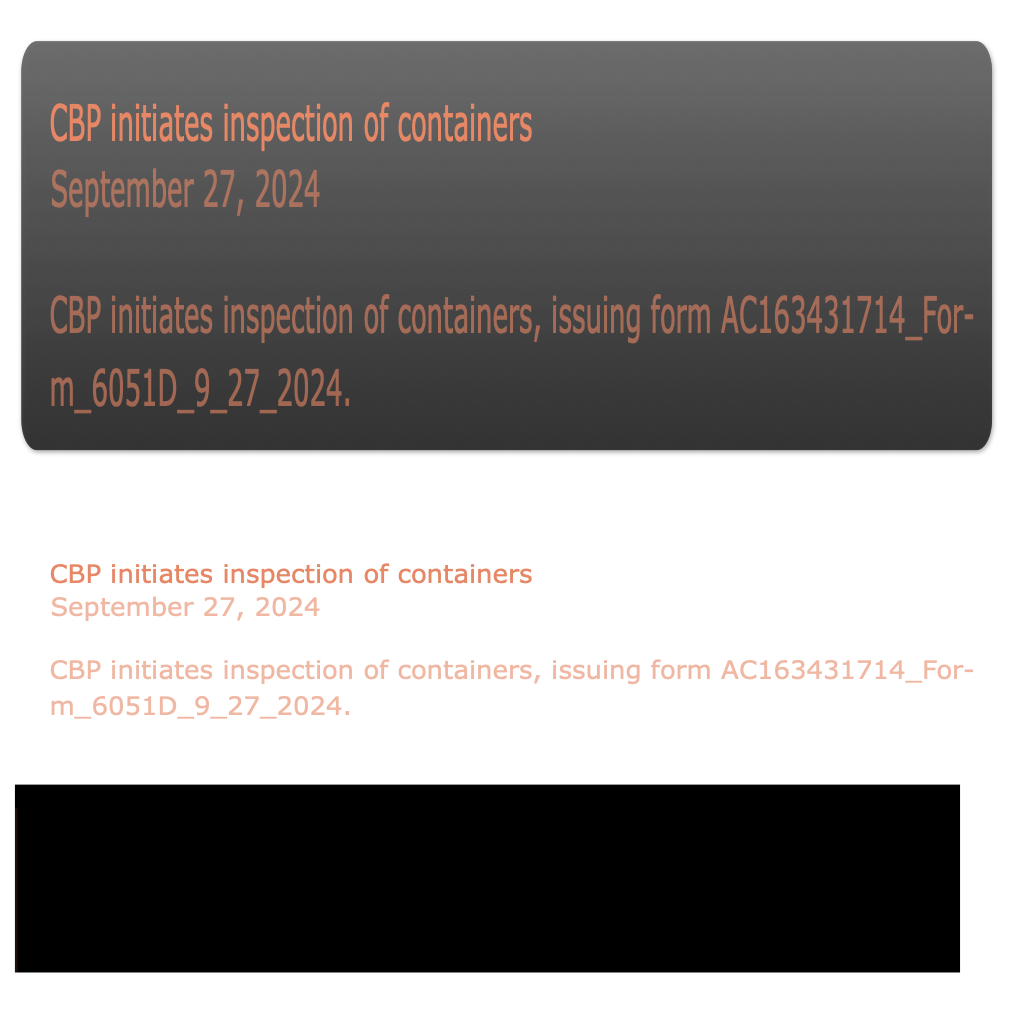 CBP initiates inspection of containers
September 27, 2024
CBP initiates inspection of containers, issuing form AC163431714_For-
m_6051D_9_27_2024.
CBP initiates inspection of containers
September 27, 2024
CBP initiates inspection of containers, issuing form AC163431714_For-
m_6051D_9_27_2024.